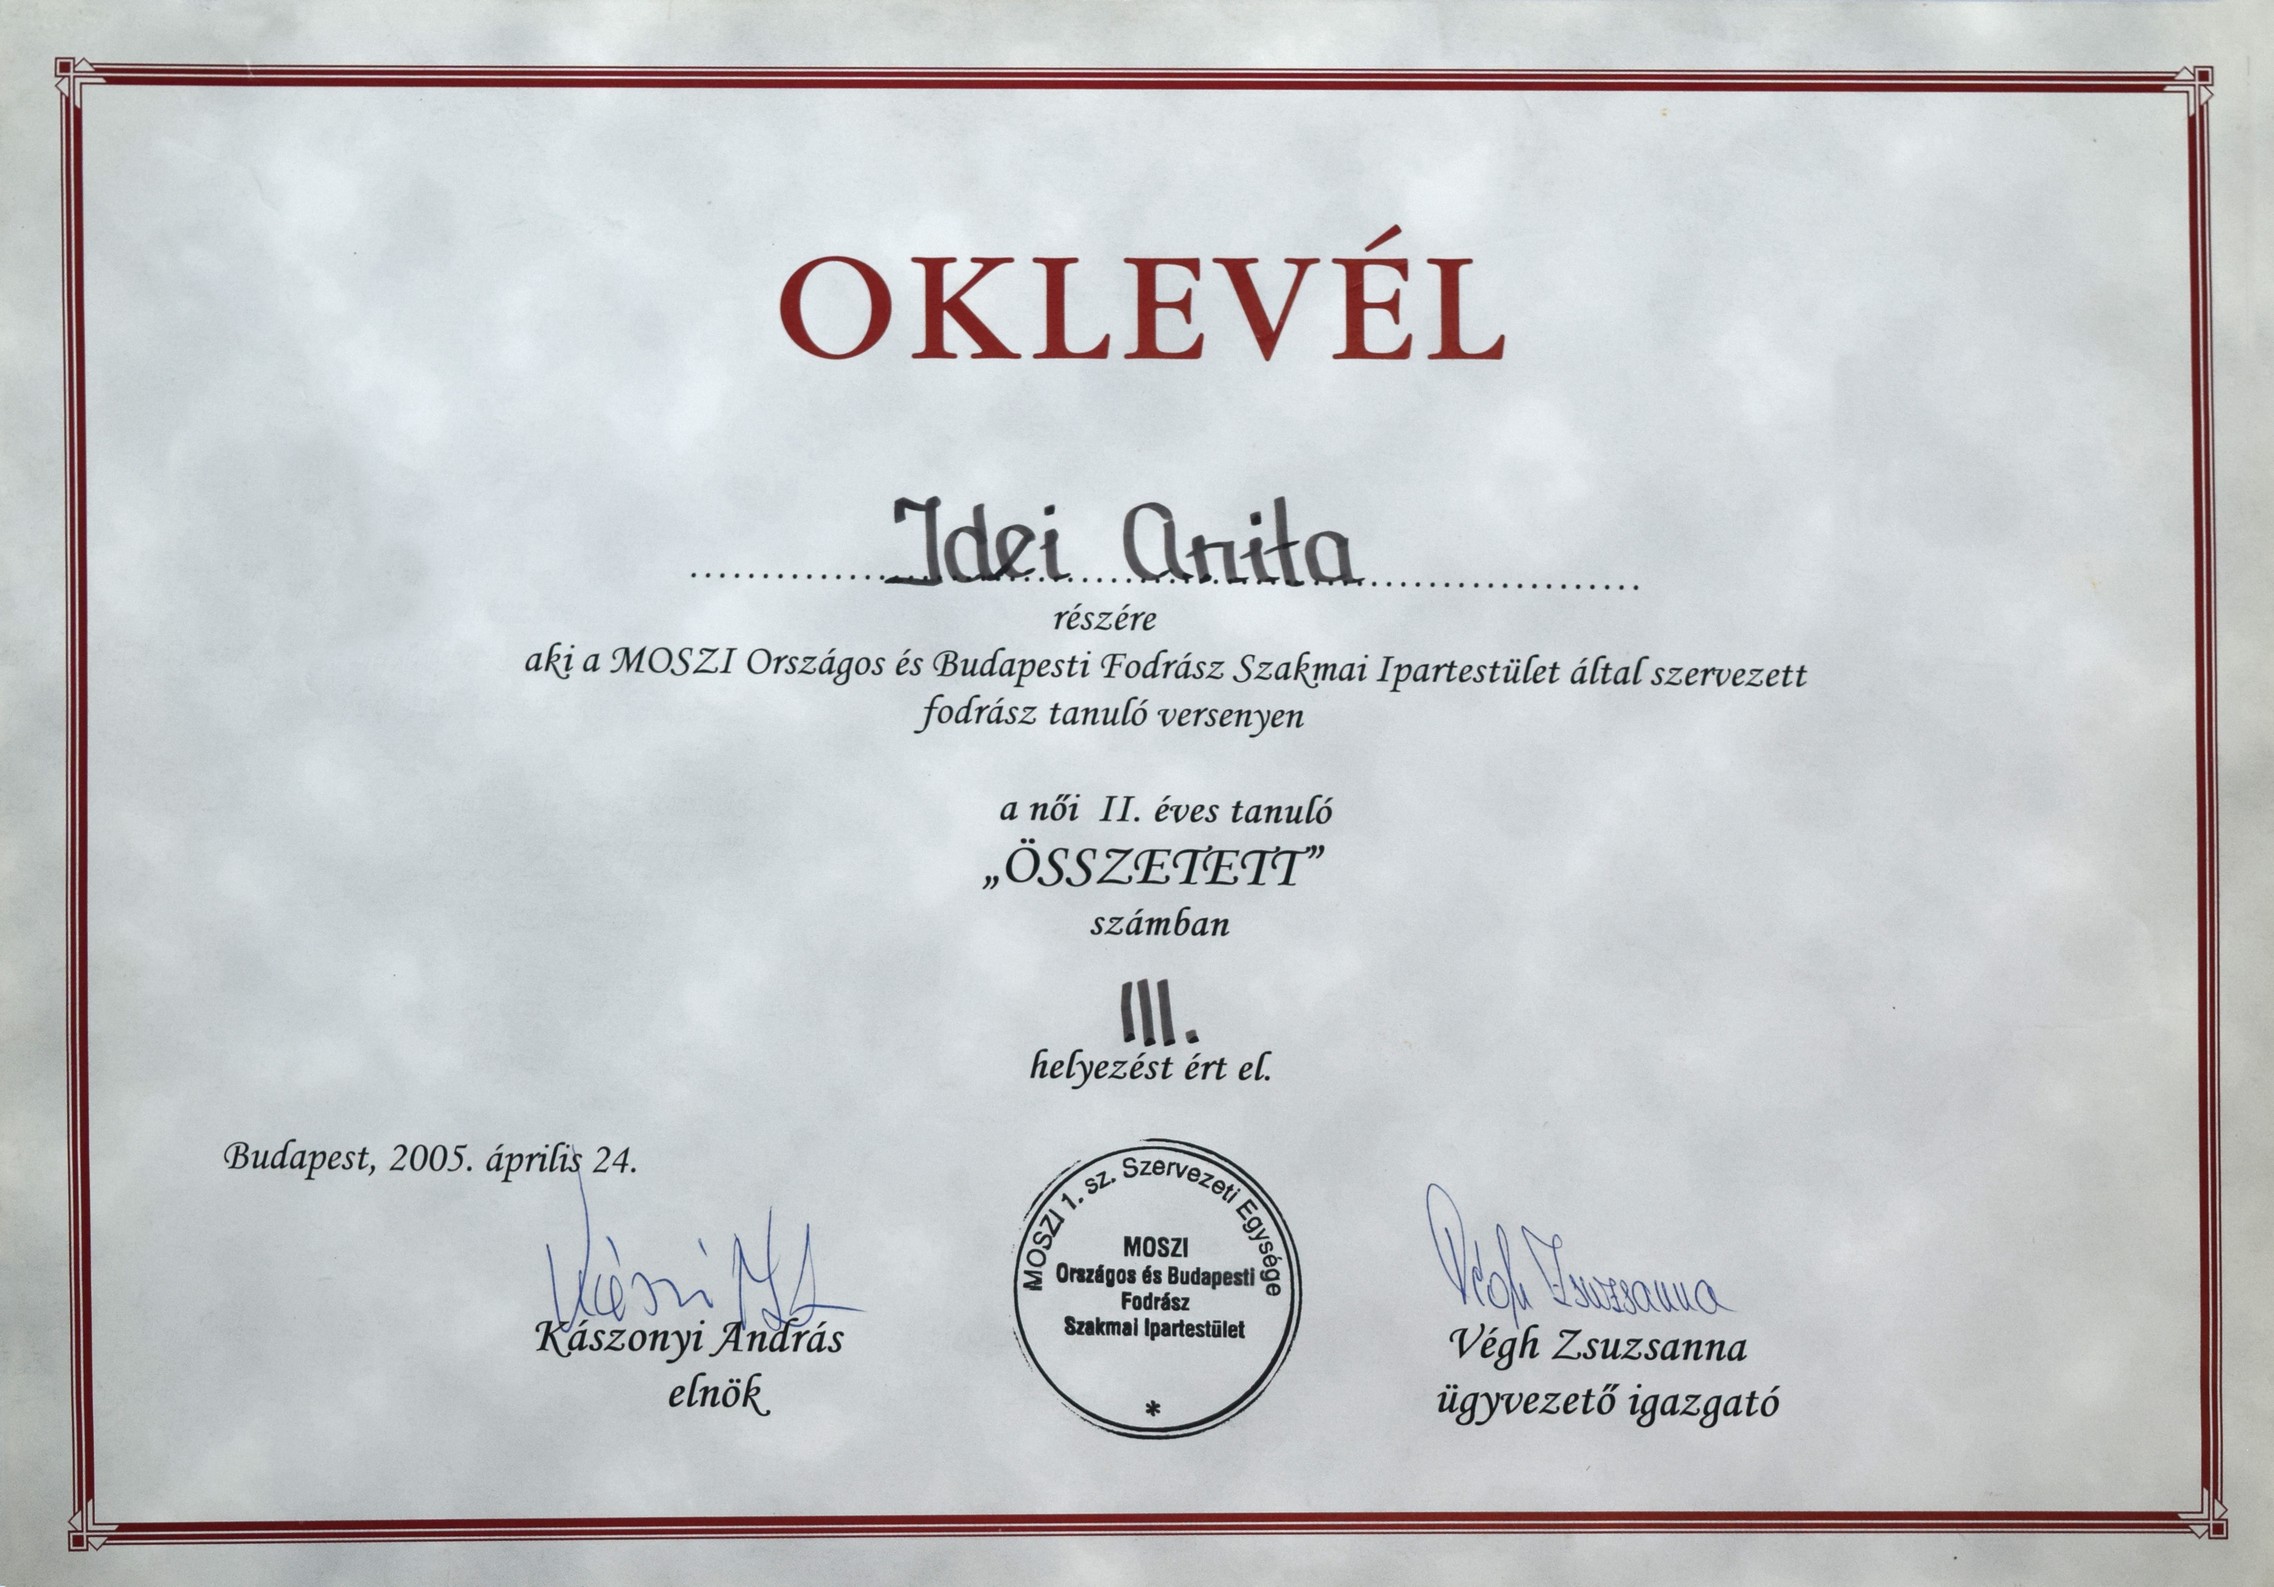 OKLEVÉL
Idei Anita
részére
aki a MOSZI Országos és Budapesti Fodrász Szakmai Ipartestület által szervezett
fodrász tanuló versenyen
a női II. éves tanuló
„ÖSSZETETT”
számban
III.
helyezést ért el.
Budapest, 2005. április 24.
MOSZI 1. sz. Szervezeti Egysége
MOSZI
Országos és Budapesti
Fodrász
Szakmai Ipartestület
*
Végh Zsuzsanna
Kászonyi András
elnök
Végh Zsuzsanna
ügyvezető igazgató